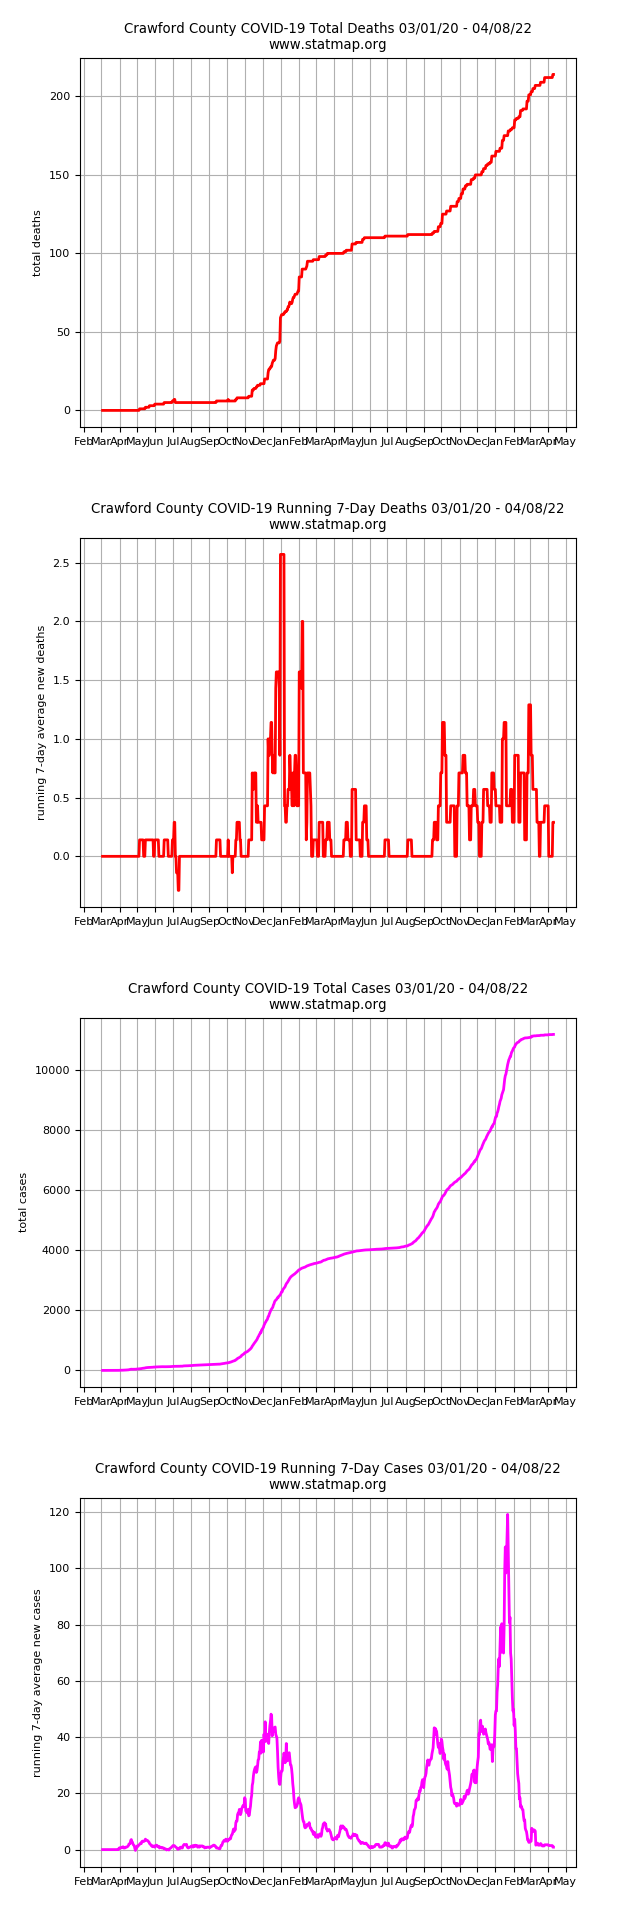 Crawford County COVID-19 Total Deaths 03/01/20 - 04/08/22
www.statmap.org
200
150
100
50
0
total deaths
Feb Mar Apr May Jun Jul Aug Sep Oct Nov Dec Jan Feb Mar Apr May Jun Jul Aug Sep Oct Nov Dec Jan Feb Mar Apr May
Crawford County COVID-19 Running 7-Day Deaths 03/01/20 - 04/08/22
www.statmap.org
2.5
2.0
1.5
1.0
0.5
0.0
running 7-day average new deaths
Feb Mar Apr May Jun Jul Aug Sep Oct Nov Dec Jan Feb Mar Apr May Jun Jul Aug Sep Oct Nov Dec Jan Feb Mar Apr May
Crawford County COVID-19 Total Cases 03/01/20 - 04/08/22
www.statmap.org
10000
8000
6000
4000
2000
0
total cases
Feb Mar Apr May Jun Jul Aug Sep Oct Nov Dec Jan Feb Mar Apr May Jun Jul Aug Sep Oct Nov Dec Jan Feb Mar Apr May
Crawford County COVID-19 Running 7-Day Cases 03/01/20 - 04/08/22
www.statmap.org
120
100
80
60
40
20
0
running 7-day average new cases
Feb Mar Apr May Jun Jul Aug Sep Oct Nov Dec Jan Feb Mar Apr May Jun Jul Aug Sep Oct Nov Dec Jan Feb Mar Apr May